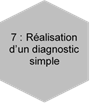 7 : Réalisation
d'un diagnostic
simple